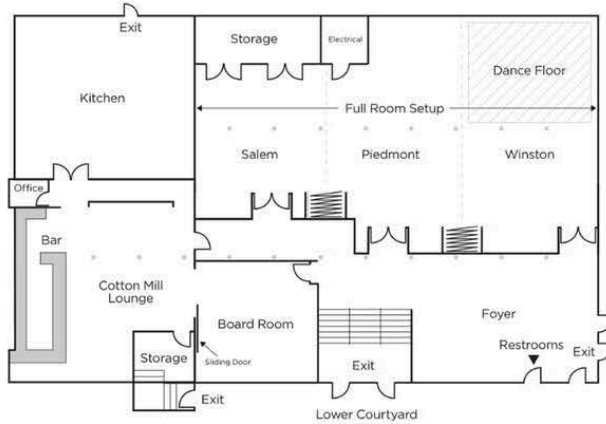 Exit
Storage
Electrical
Dance Floor
Kitchen
Full Room Setup
Salem
Piedmont
Winston
Office
Bar
Cotton Mill
Lounge
Foyer
Board Room
Restrooms
Storage
Sliding Door
Exit
Exit
Exit
Lower Courtyard